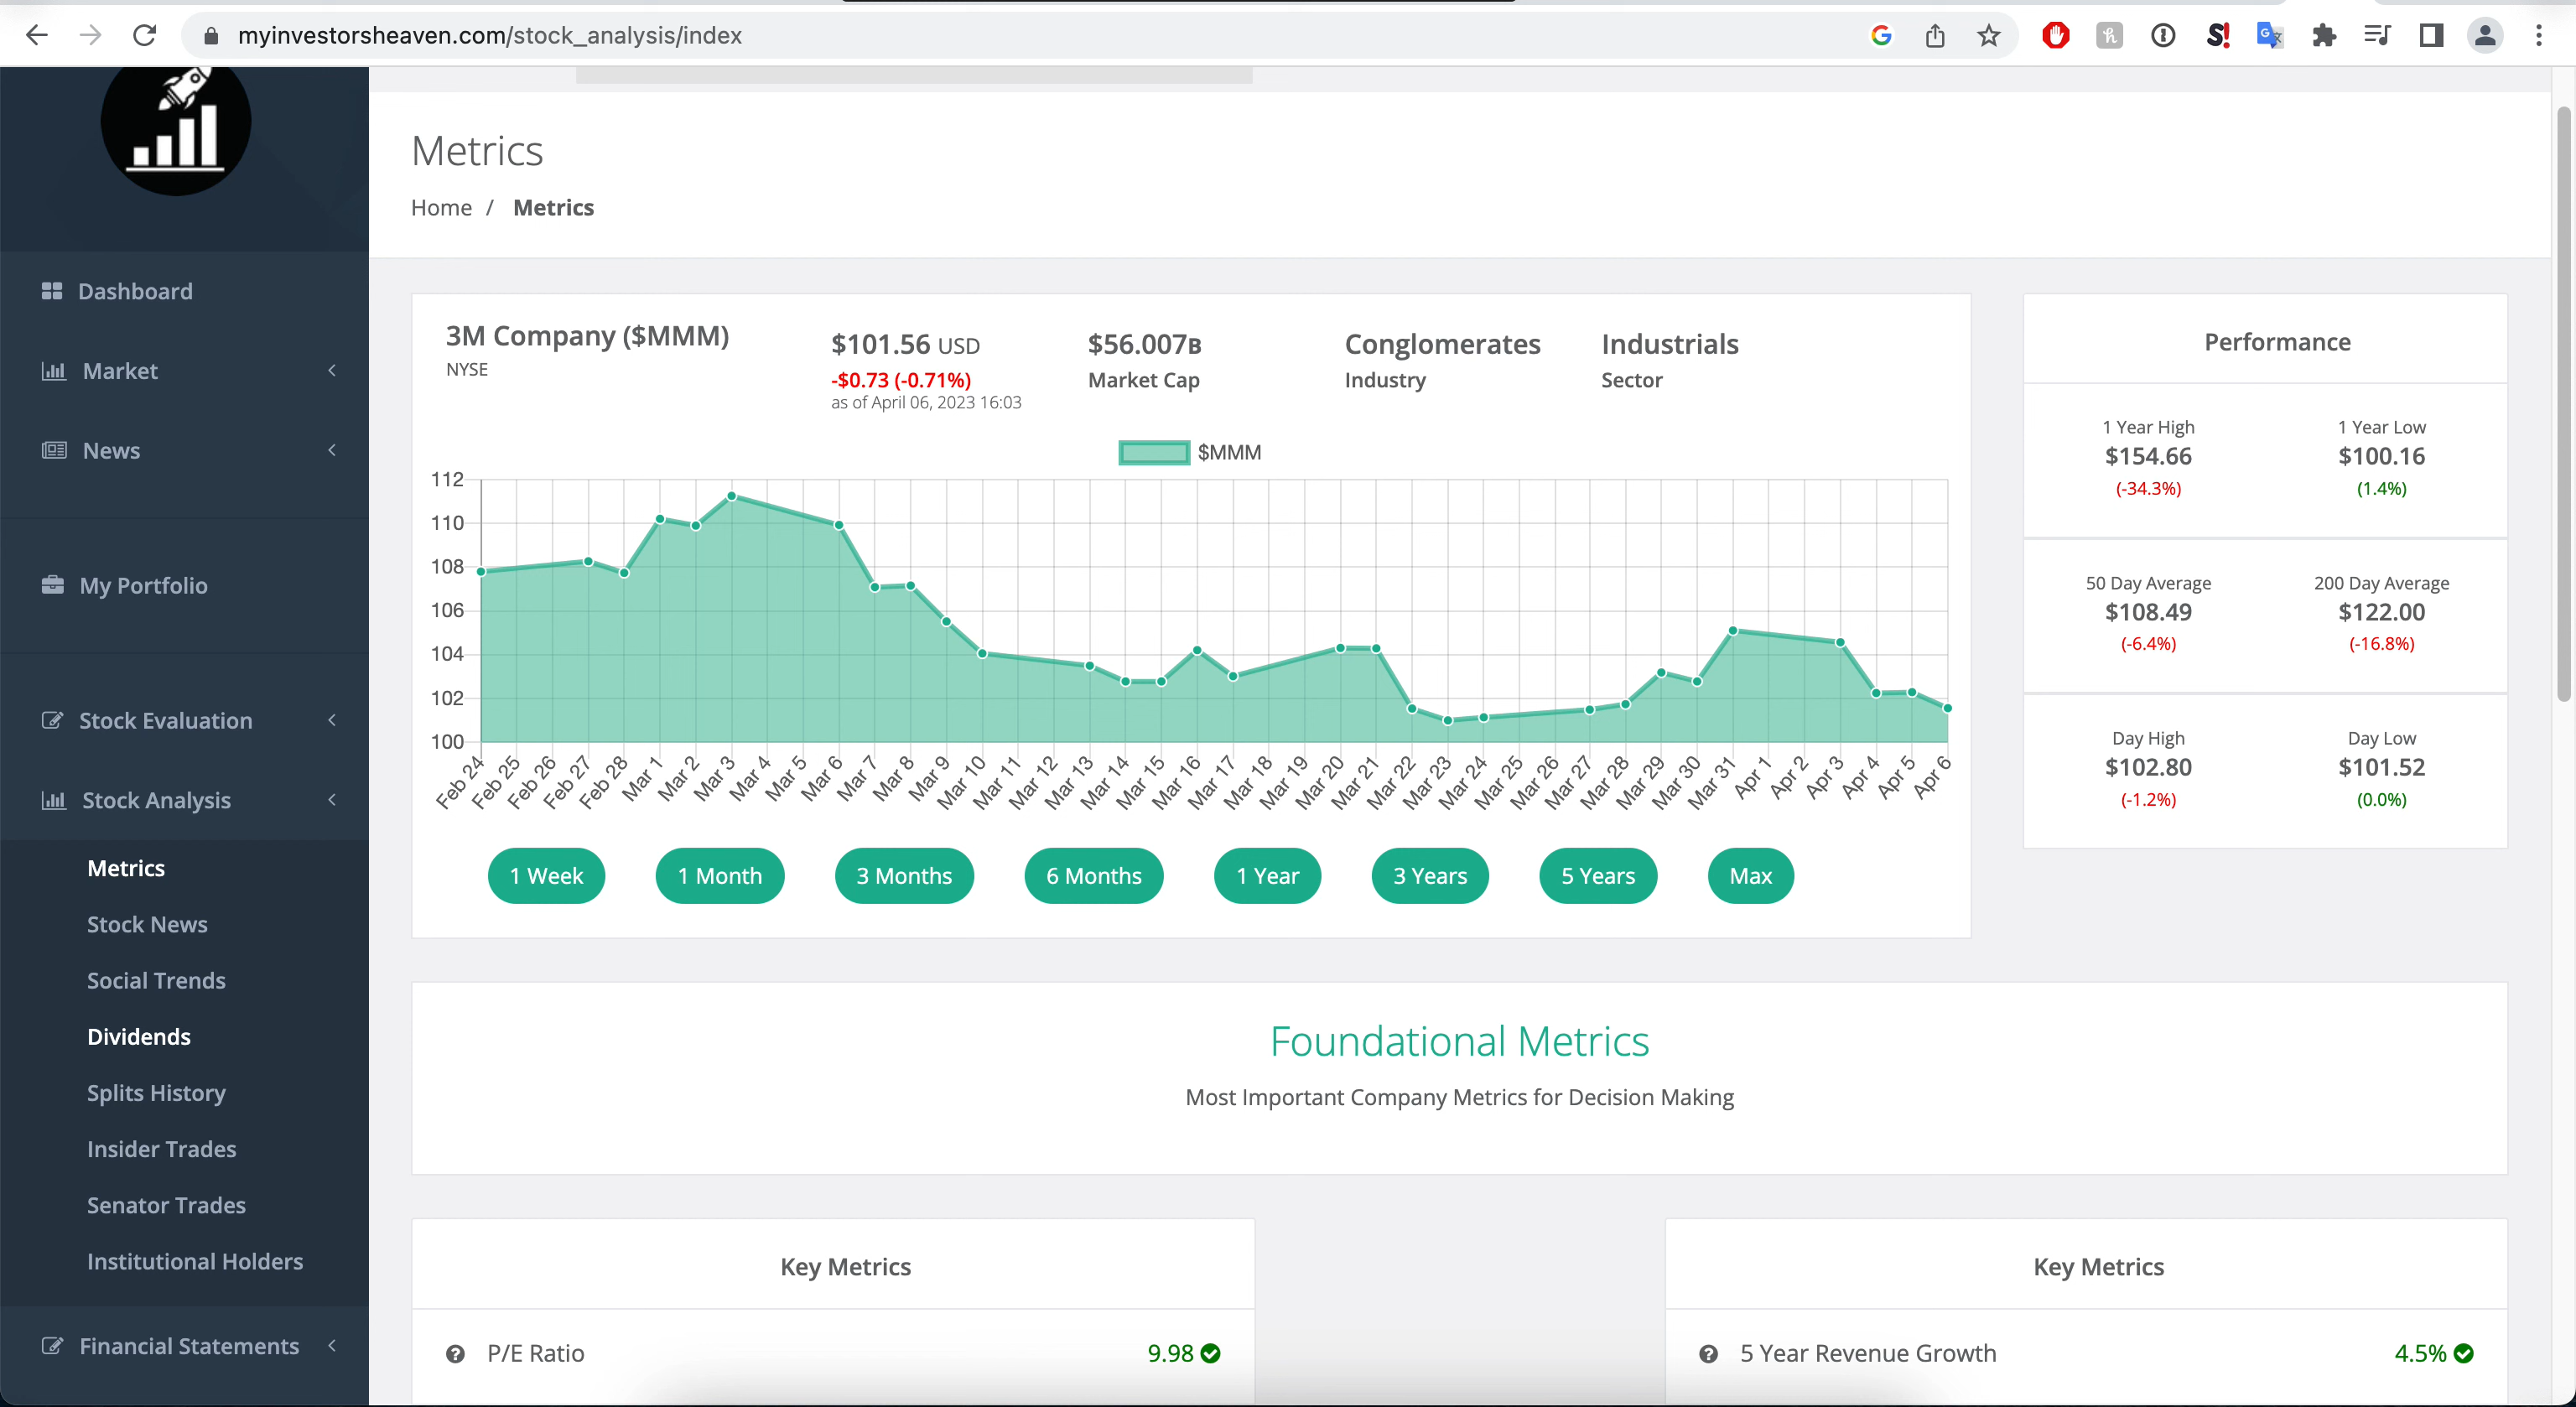 myinvestorsheaven.com/stock_analysis/index
Metrics
Home / Metrics
Dashboard
Market
News
My Portfolio
Stock Evaluation
Stock Analysis
Metrics
Stock News
Social Trends
Dividends
Splits History
Insider Trades
Senator Trades
Institutional Holders
Financial Statements
3M Company ($MMM)
NYSE
$101.56 USD
-$0.73 (-0.71%)
as of April 06, 2023 16:03
$56.007B
Market Cap
Conglomerates
Industry
Industrials
Sector
$MMM
112
110
108
106
104
102
100
Feb 24 Feb 25 Feb 26 Feb 27 Feb 28 Mar 1 Mar 2 Mar 3 Mar 4 Mar 5 Mar 6 Mar 7 Mar 8 Mar 9 Mar 10 Mar 11 Mar 12 Mar 13 Mar 14 Mar 15 Mar 16 Mar 17 Mar 18 Mar 19 Mar 20 Mar 21 Mar 22 Mar 23 Mar 24 Mar 25 Mar 26 Mar 27 Mar 28 Mar 29 Mar 30 Mar 31 Apr 1 Apr 2 Apr 3 Apr 4 Apr 5 Apr 6
1 Week 1 Month 3 Months 6 Months 1 Year 3 Years 5 Years Max
Performance
1 Year High 1 Year Low
$154.66 $100.16
(-34.3%) (1.4%)
50 Day Average 200 Day Average
$108.49 $122.00
(-6.4%) (-16.8%)
Day High Day Low
$102.80 $101.52
(-1.2%) (0.0%)
Foundational Metrics
Most Important Company Metrics for Decision Making
Key Metrics
P/E Ratio 9.98
Key Metrics
5 Year Revenue Growth 4.5%